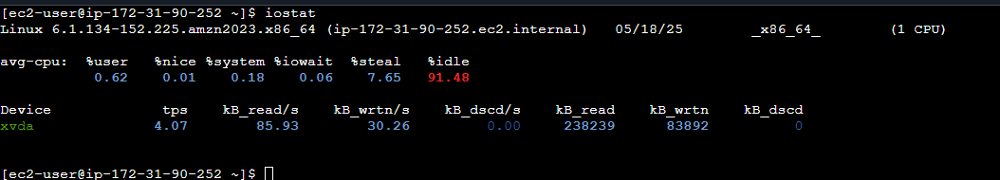 [ec2-user@ip-172-31-90-252 ~]$ iostat
Linux 6.1.134-152.225.amzn2023.x86_64 (ip-172-31-90-252.ec2.internal) 05/18/25 _x86_64_ (1 CPU)
avg-cpu: %user %nice %system %iowait %steal %idle
0.62 0.01 0.18 0.06 7.65 91.48
Device tps kB_read/s kB_wrtn/s kB_dscd/s kB_read kB_wrtn kB_dscd
xvda 4.07 85.93 30.26 0.00 238239 83892 0
[ec2-user@ip-172-31-90-252 ~]$